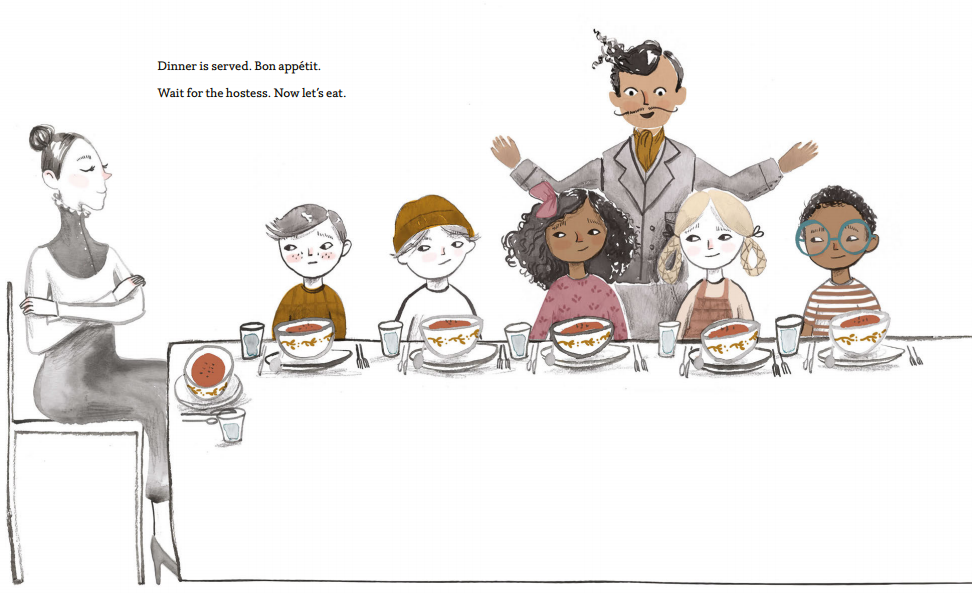 Dinner is served. Bon appétit.
Wait for the hostess. Now let’s eat.